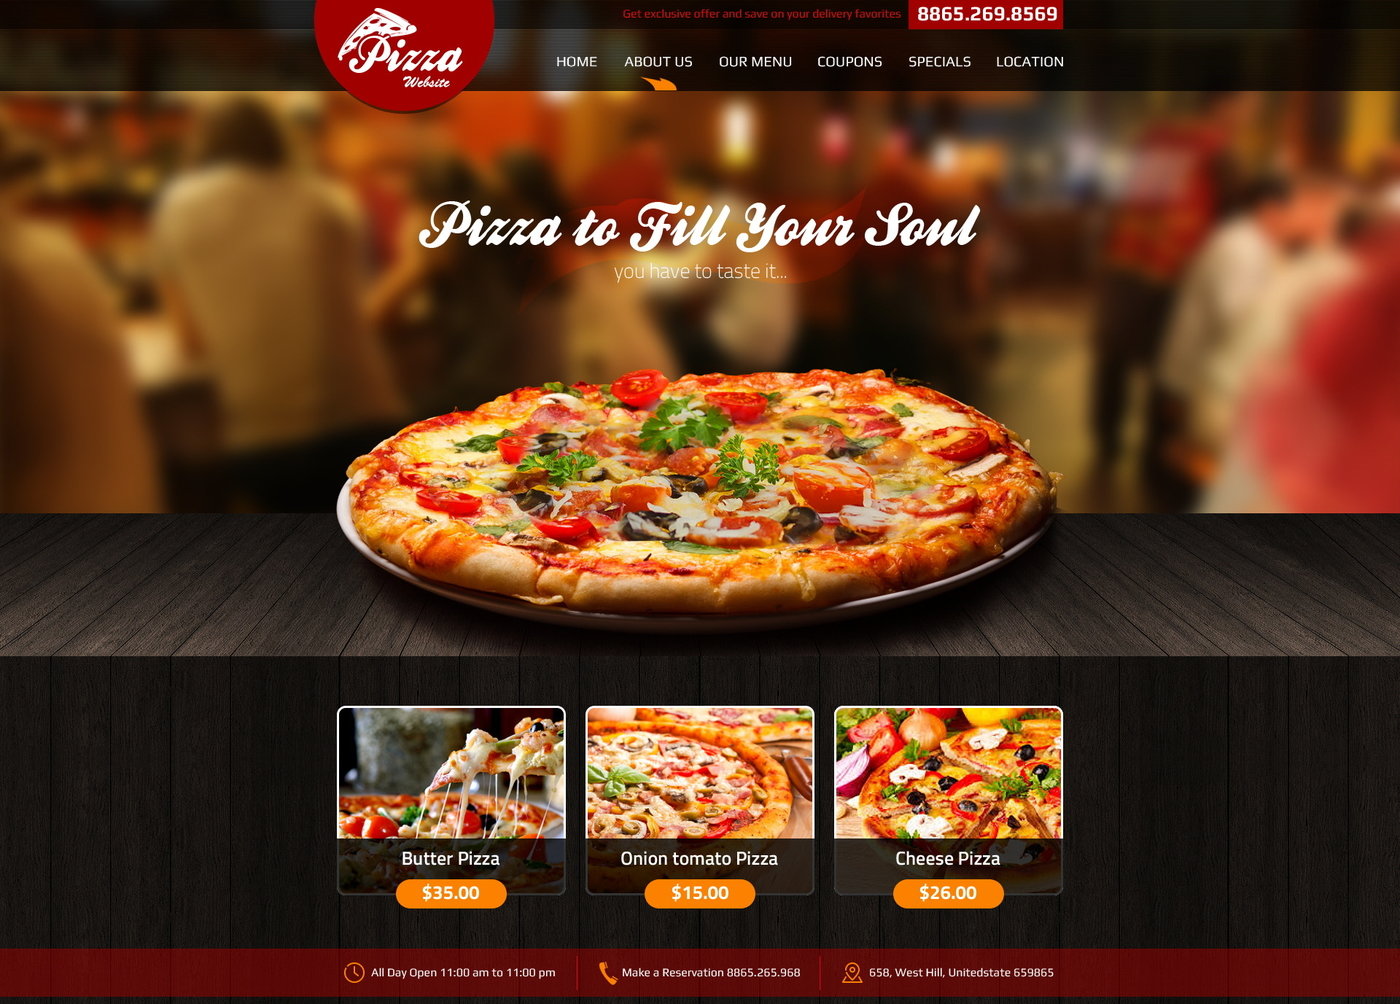 Pizza
Website
Get exclusive offer and save on your delivery favorites
8865.269.8569
HOME ABOUT US OUR MENU COUPONS SPECIALS LOCATION
Pizza to Fill Your Soul
you have to taste it...
Butter Pizza
$35.00
Onion tomato Pizza
$15.00
Cheese Pizza
$26.00
All Day Open 11:00 am to 11:00 pm
Make a Reservation 8865.265.968
658, West Hill, Unitedstate 659865